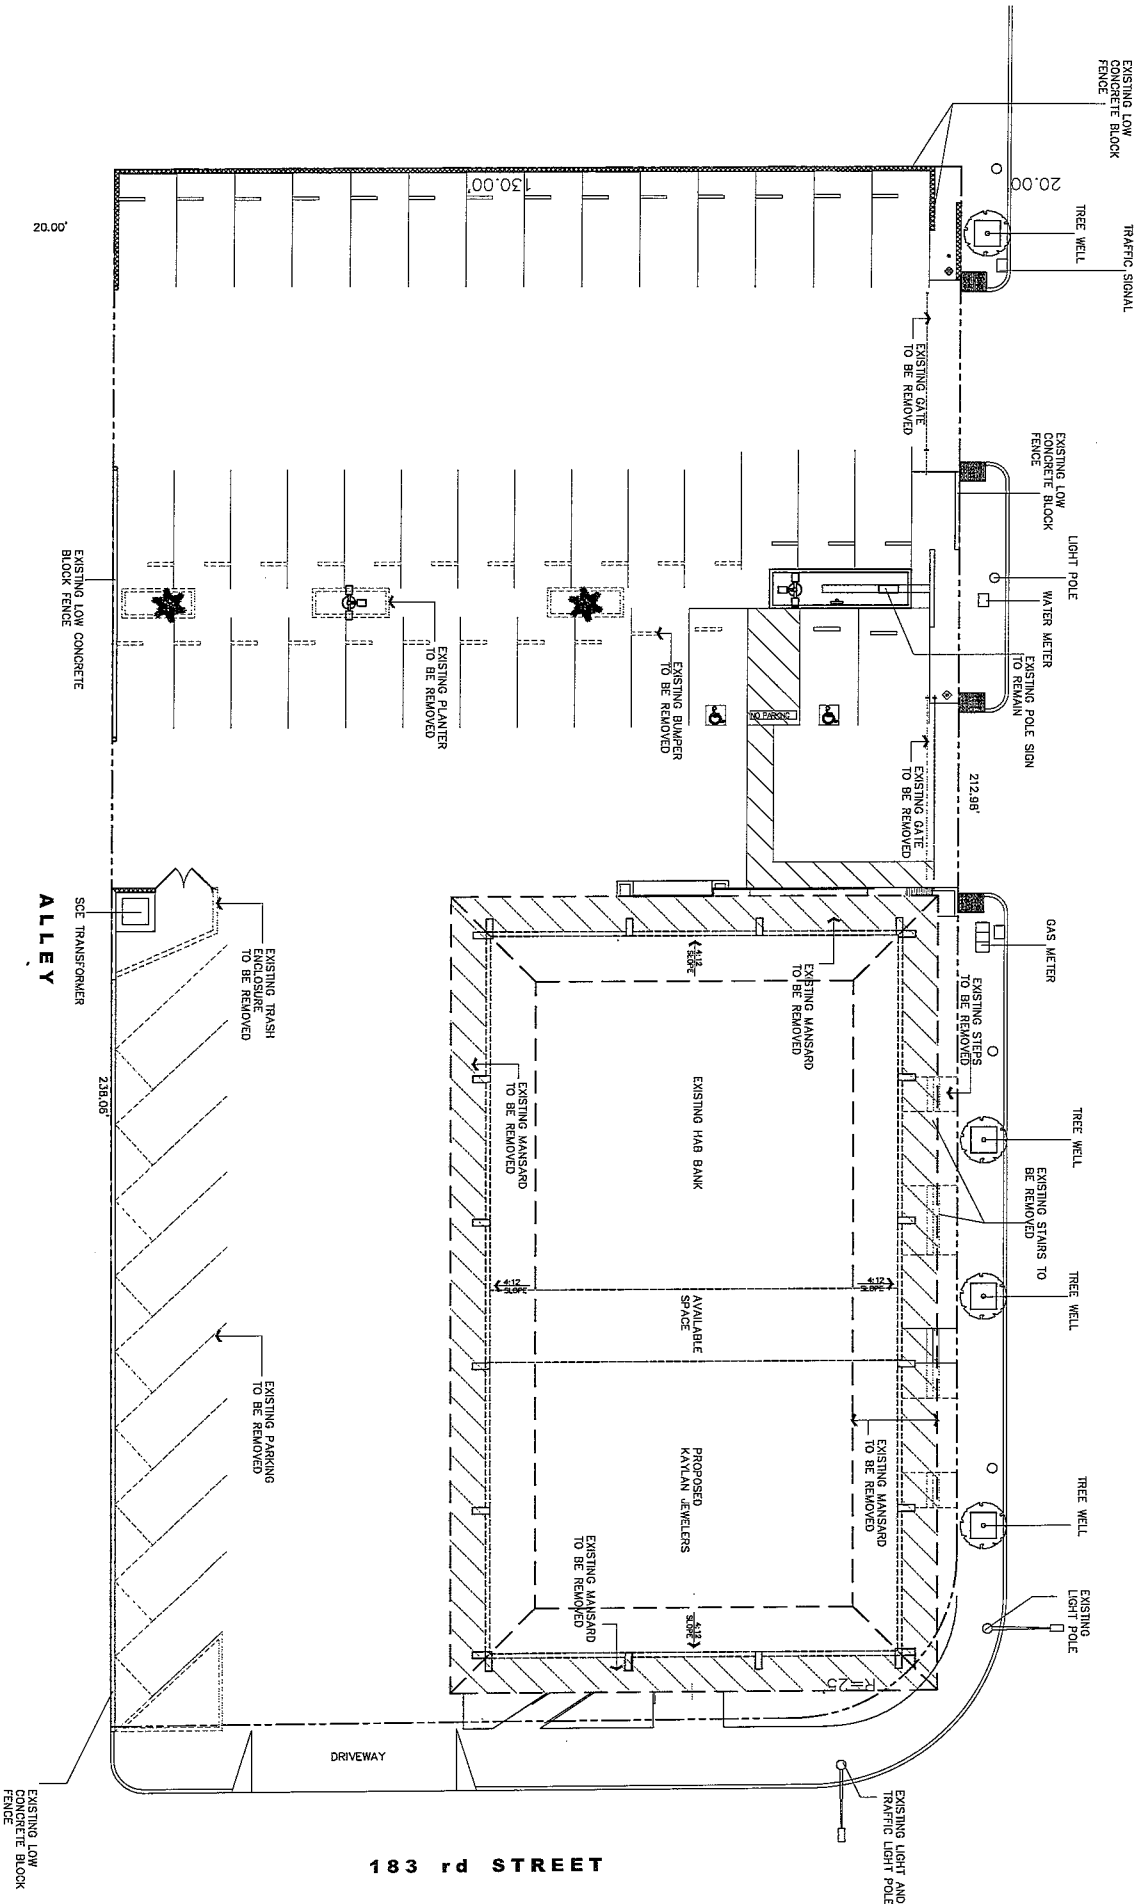 EXISTING LOW
CONCRETE BLOCK
FENCE
TREE WELL
TRAFFIC SIGNAL
20.00'
130.00'
20.00'
EXISTING GATE
TO BE REMOVED
EXISTING LOW
CONCRETE BLOCK
FENCE
LIGHT POLE
WATER METER
EXISTING POLE SIGN
TO REMAIN
EXISTING LOW CONCRETE
BLOCK FENCE
EXISTING PLANTER
TO BE REMOVED
EXISTING BUMPER
TO BE REMOVED
NO PARKING
EXISTING GATE
TO BE REMOVED
212.98'
GAS METER
ALLEY
SCE TRANSFORMER
EXISTING TRASH
ENCLOSURE
TO BE REMOVED
238.06'
EXISTING MANSARD
TO BE REMOVED
EXISTING STEPS
TO BE REMOVED
4:12
SLOPE
EXISTING MANSARD
TO BE REMOVED
EXISTING HAB BANK
TREE WELL
EXISTING STAIRS TO
BE REMOVED
TREE WELL
4:12
SLOPE
4:12
SLOPE
AVAILABLE
SPACE
EXISTING PARKING
TO BE REMOVED
PROPOSED
KAYLAN JEWELERS
EXISTING MANSARD
TO BE REMOVED
TREE WELL
EXISTING MANSARD
TO BE REMOVED
4:12
SLOPE
EXISTING
LIGHT POLE
R=25'
DRIVEWAY
EXISTING LOW
CONCRETE BLOCK
FENCE
EXISTING LIGHT AND
TRAFFIC LIGHT POLE
183 rd STREET